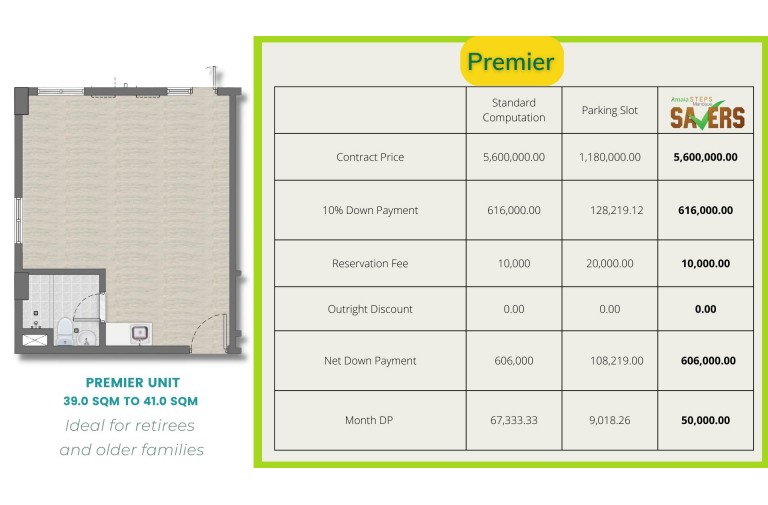 Premier
Standard Computation
Parking Slot
Amaia STEPS
SAVERS
Contract Price 5,600,000.00 1,180,000.00 5,600,000.00
10% Down Payment 616,000.00 128,219.12 616,000.00
Reservation Fee 10,000 20,000.00 10,000.00
Outright Discount 0.00 0.00 0.00
Net Down Payment 606,000 108,219.00 606,000.00
Month DP 67,333.33 9,018.26 50,000.00
PREMIER UNIT
39.0 SQM TO 41.0 SQM
Ideal for retirees
and older families